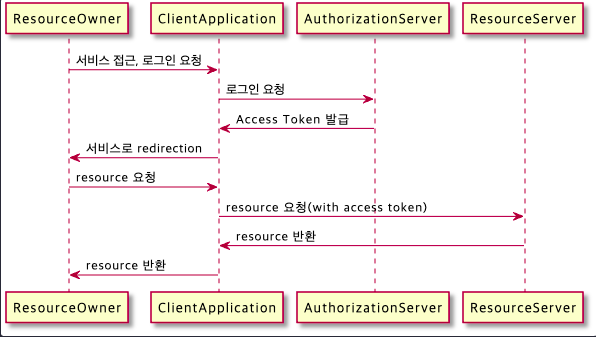 ResourceOwner ClientApplication AuthorizationServer ResourceServer
서비스 접근, 로그인 요청
로그인 요청
Access Token 발급
서비스로 redirection
resource 요청
resource 요청(with access token)
resource 반환
resource 반환
ResourceOwner ClientApplication AuthorizationServer ResourceServer